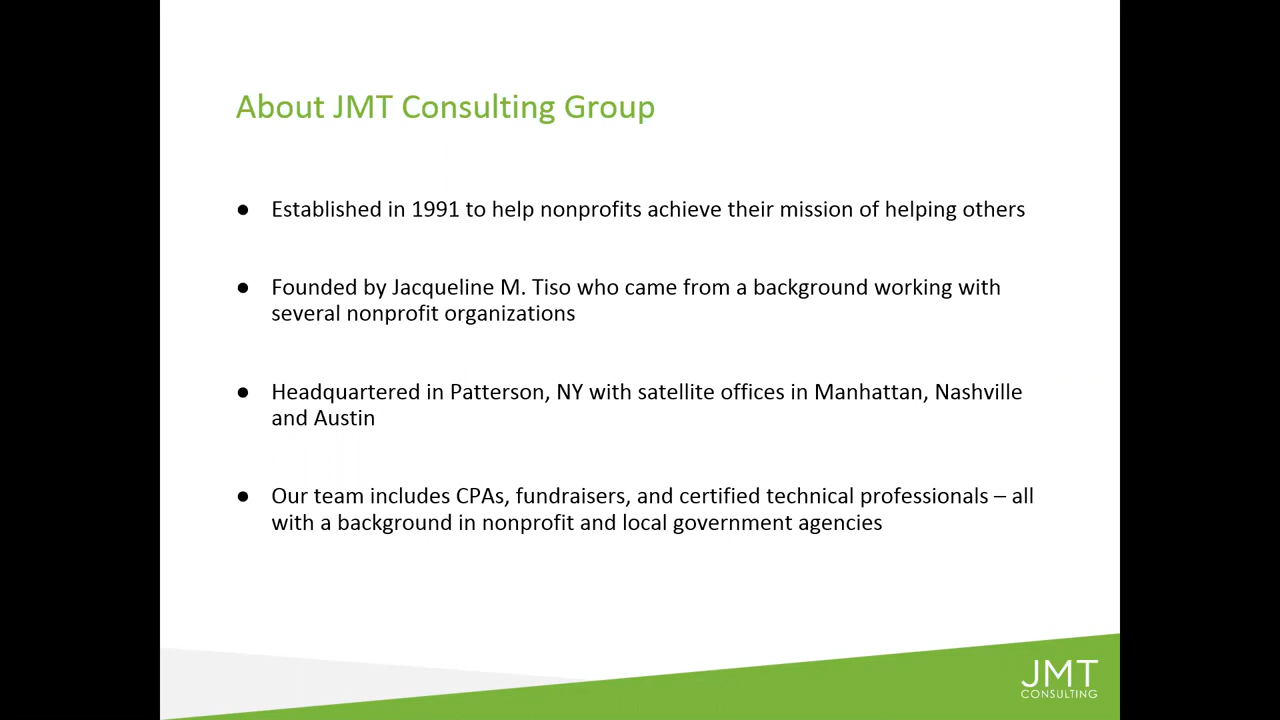 About JMT Consulting Group
● Established in 1991 to help nonprofits achieve their mission of helping others
● Founded by Jacqueline M. Tiso who came from a background working with
several nonprofit organizations
● Headquartered in Patterson, NY with satellite offices in Manhattan, Nashville
and Austin
● Our team includes CPAs, fundraisers, and certified technical professionals – all
with a background in nonprofit and local government agencies
JMT
CONSULTING